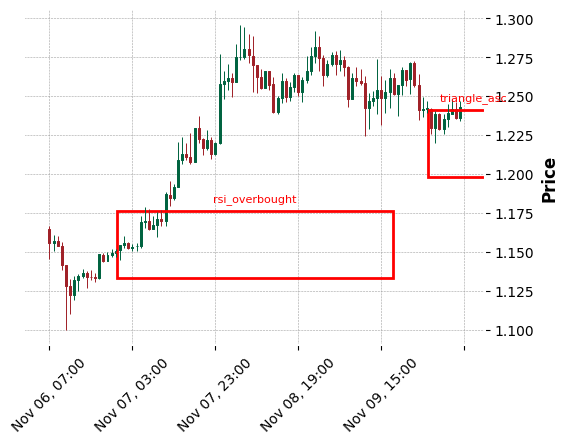 1.300
1.275
triangle_asc
1.250
1.225
1.200
rsi_overbought
1.175
1.150
1.125
1.100
Price
Nov 06, 07:00
Nov 07, 03:00
Nov 07, 23:00
Nov 08, 19:00
Nov 09, 15:00